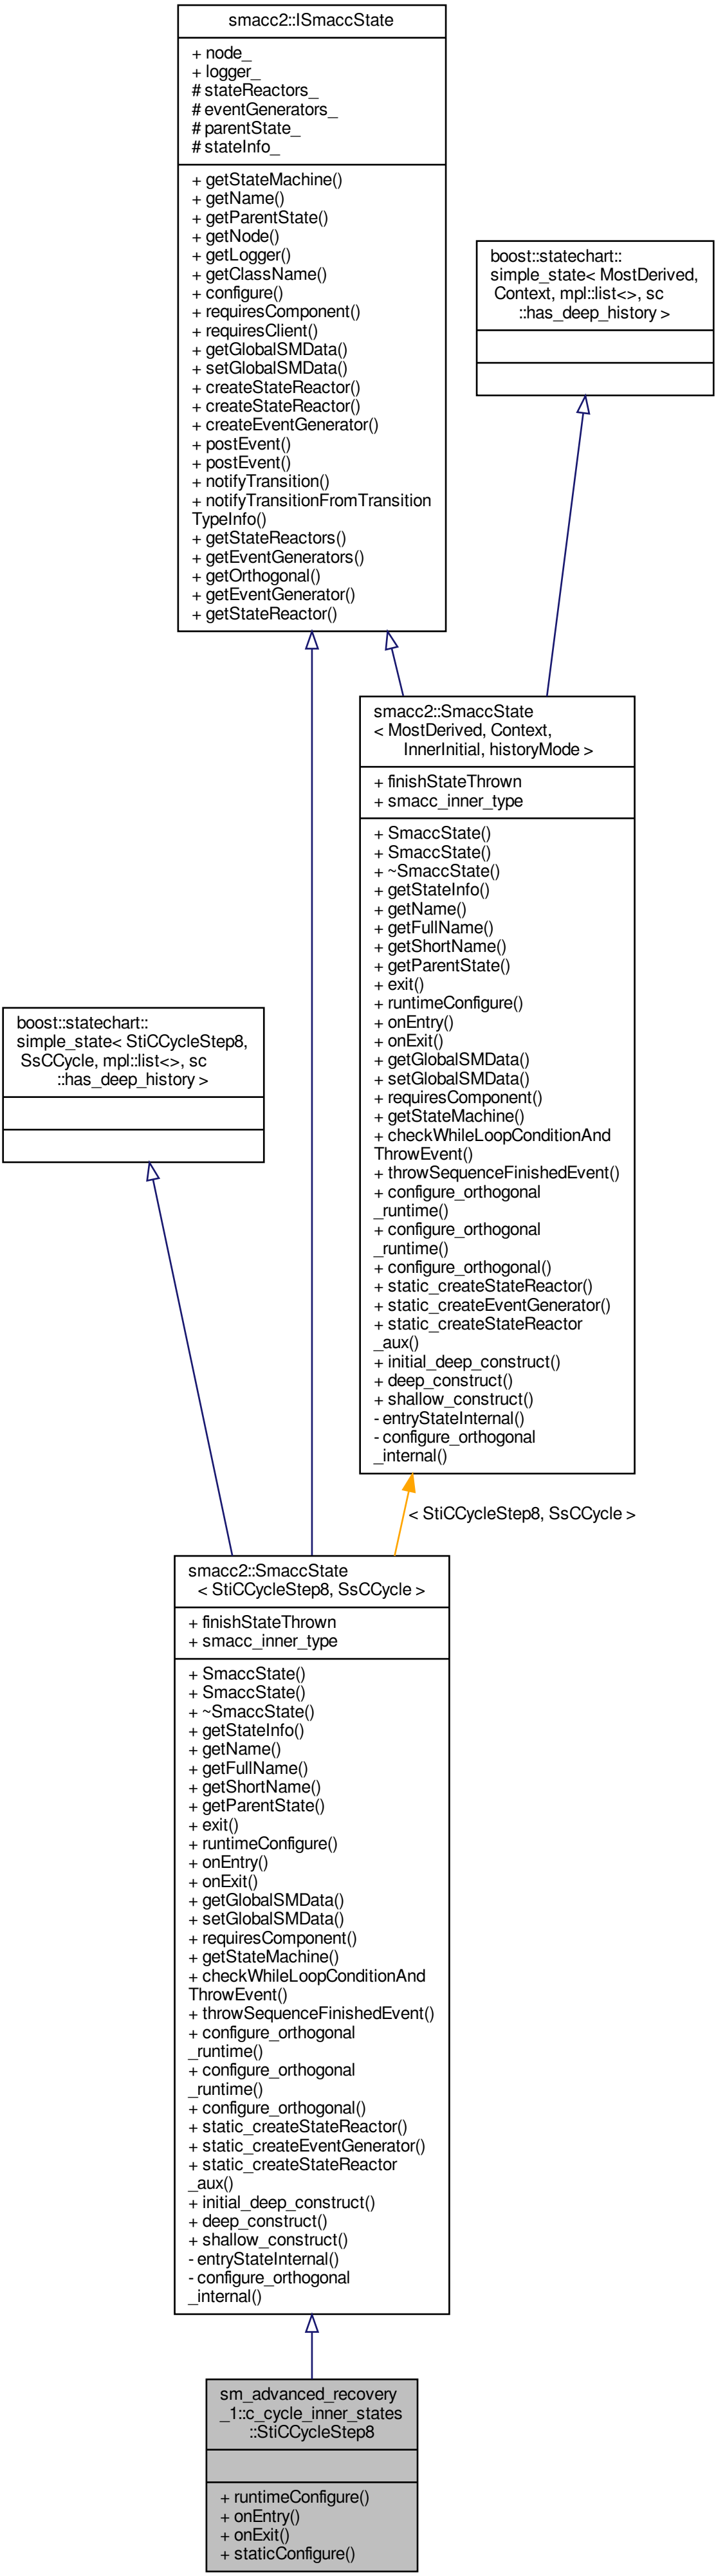 smacc2::ISmaccState
+ node_
+ logger_
# stateReactors_
# eventGenerators_
# parentState_
# stateInfo_
+ getStateMachine()
+ getName()
+ getParentState()
+ getNode()
+ getLogger()
+ getClassName()
+ configure()
+ requiresComponent()
+ requiresClient()
+ getGlobalSMData()
+ setGlobalSMData()
+ createStateReactor()
+ createStateReactor()
+ createEventGenerator()
+ postEvent()
+ postEvent()
+ notifyTransition()
+ notifyTransitionFromTransition
TypeInfo()
+ getStateReactors()
+ getEventGenerators()
+ getOrthogonal()
+ getEventGenerator()
+ getStateReactor()
boost::statechart::
simple_state< MostDerived,
Context, mpl::list<>, sc
::has_deep_history >
smacc2::SmaccState
< MostDerived, Context,
InnerInitial, historyMode >
+ finishStateThrown
+ smacc_inner_type
+ SmaccState()
+ SmaccState()
+ ~SmaccState()
+ getStateInfo()
+ getName()
+ getFullName()
+ getShortName()
+ getParentState()
+ exit()
+ runtimeConfigure()
+ onEntry()
+ onExit()
+ getGlobalSMData()
+ setGlobalSMData()
+ requiresComponent()
+ getStateMachine()
+ checkWhileLoopConditionAnd
ThrowEvent()
+ throwSequenceFinishedEvent()
+ configure_orthogonal
_runtime()
+ configure_orthogonal
_runtime()
+ configure_orthogonal()
+ static_createStateReactor()
+ static_createEventGenerator()
+ static_createStateReactor
_aux()
+ initial_deep_construct()
+ deep_construct()
+ shallow_construct()
- entryStateInternal()
- configure_orthogonal
_internal()
boost::statechart::
simple_state< StiCCycleStep8,
SsCCycle, mpl::list<>, sc
::has_deep_history >
< StiCCycleStep8, SsCCycle >
smacc2::SmaccState
< StiCCycleStep8, SsCCycle >
+ finishStateThrown
+ smacc_inner_type
+ SmaccState()
+ SmaccState()
+ ~SmaccState()
+ getStateInfo()
+ getName()
+ getFullName()
+ getShortName()
+ getParentState()
+ exit()
+ runtimeConfigure()
+ onEntry()
+ onExit()
+ getGlobalSMData()
+ setGlobalSMData()
+ requiresComponent()
+ getStateMachine()
+ checkWhileLoopConditionAnd
ThrowEvent()
+ throwSequenceFinishedEvent()
+ configure_orthogonal
_runtime()
+ configure_orthogonal
_runtime()
+ configure_orthogonal()
+ static_createStateReactor()
+ static_createEventGenerator()
+ static_createStateReactor
_aux()
+ initial_deep_construct()
+ deep_construct()
+ shallow_construct()
- entryStateInternal()
- configure_orthogonal
_internal()
sm_advanced_recovery
_1::c_cycle_inner_states
::StiCCycleStep8
+ runtimeConfigure()
+ onEntry()
+ onExit()
+ staticConfigure()